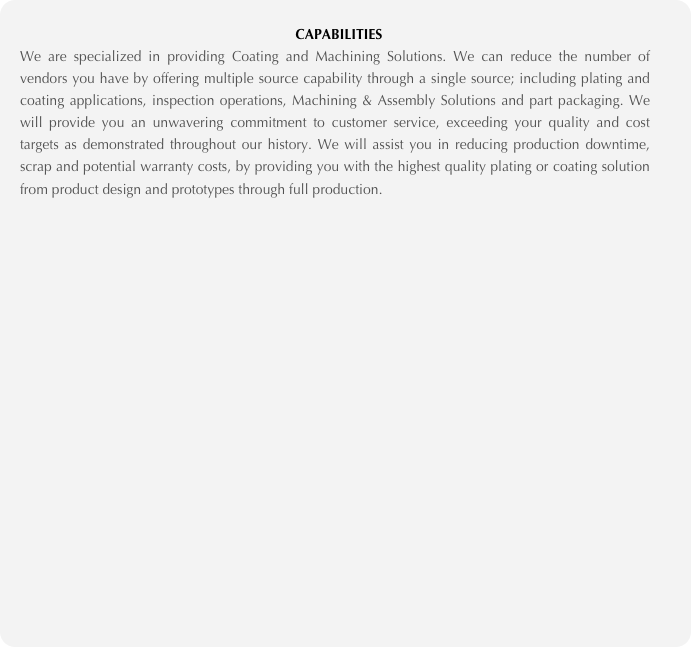 CAPABILITIES
We are specialized in providing Coating and Machining Solutions. We can reduce the number of
vendors you have by offering multiple source capability through a single source; including plating and
coating applications, inspection operations, Machining & Assembly Solutions and part packaging. We
will provide you an unwavering commitment to customer service, exceeding your quality and cost
targets as demonstrated throughout our history. We will assist you in reducing production downtime,
scrap and potential warranty costs, by providing you with the highest quality plating or coating solution
from product design and prototypes through full production.